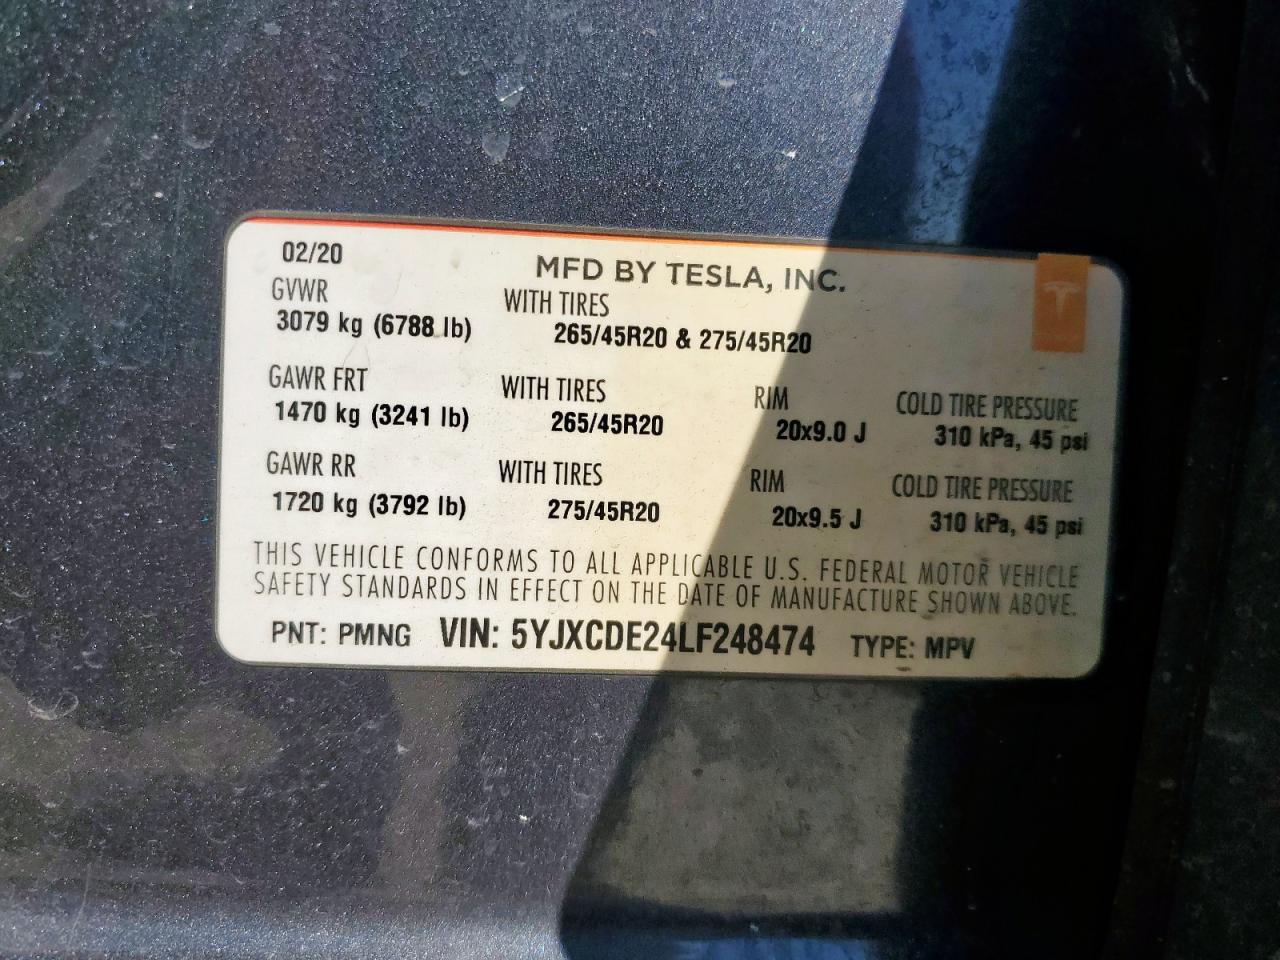 02/20
MFD BY TESLA, INC.
GVWR WITH TIRES
3079 kg (6788 lb) 265/45R20 & 275/45R20
GAWR FRT WITH TIRES RIM COLD TIRE PRESSURE
1470 kg (3241 lb) 265/45R20 20x9.0 J 310 kPa, 45 psi
GAWR RR WITH TIRES RIM COLD TIRE PRESSURE
1720 kg (3792 lb) 275/45R20 20x9.5 J 310 kPa, 45 psi
THIS VEHICLE CONFORMS TO ALL APPLICABLE U.S. FEDERAL MOTOR VEHICLE
SAFETY STANDARDS IN EFFECT ON THE DATE OF MANUFACTURE SHOWN ABOVE.
PNT: PMNG VIN: 5YJXCDE24LF248474 TYPE: MPV